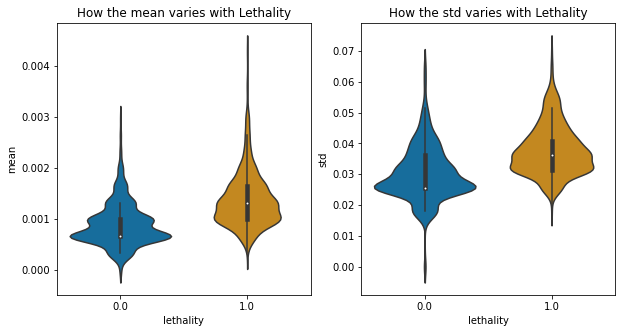 How the mean varies with Lethality
mean
0.004
0.003
0.002
0.001
0.000
0.0
1.0
lethality
How the std varies with Lethality
std
0.07
0.06
0.05
0.04
0.03
0.02
0.01
0.00
0.0
1.0
lethality